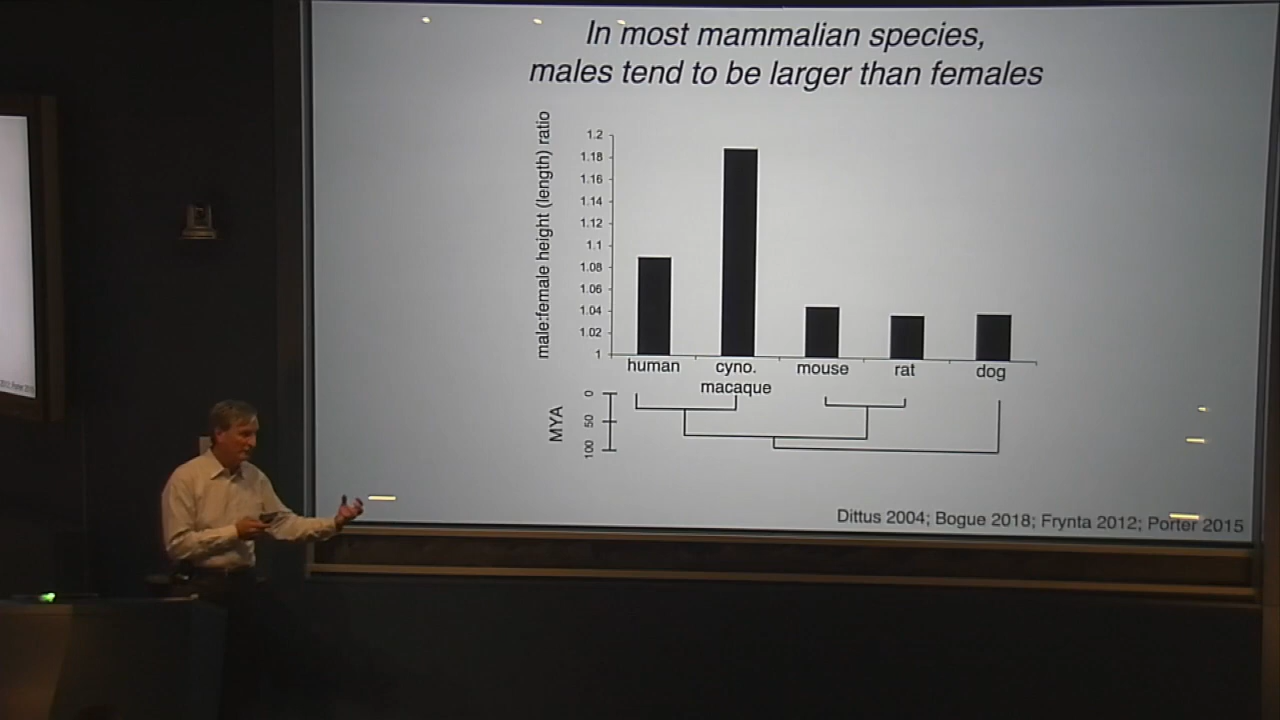 In most mammalian species,
males tend to be larger than females
male:female height (length) ratio
1.2
1.18
1.16
1.14
1.12
1.1
1.08
1.06
1.04
1.02
1
human
cyno.
macaque
mouse
rat
dog
MYA
0
50
100
Dittus 2004; Bogue 2018; Frynta 2012; Porter 2015